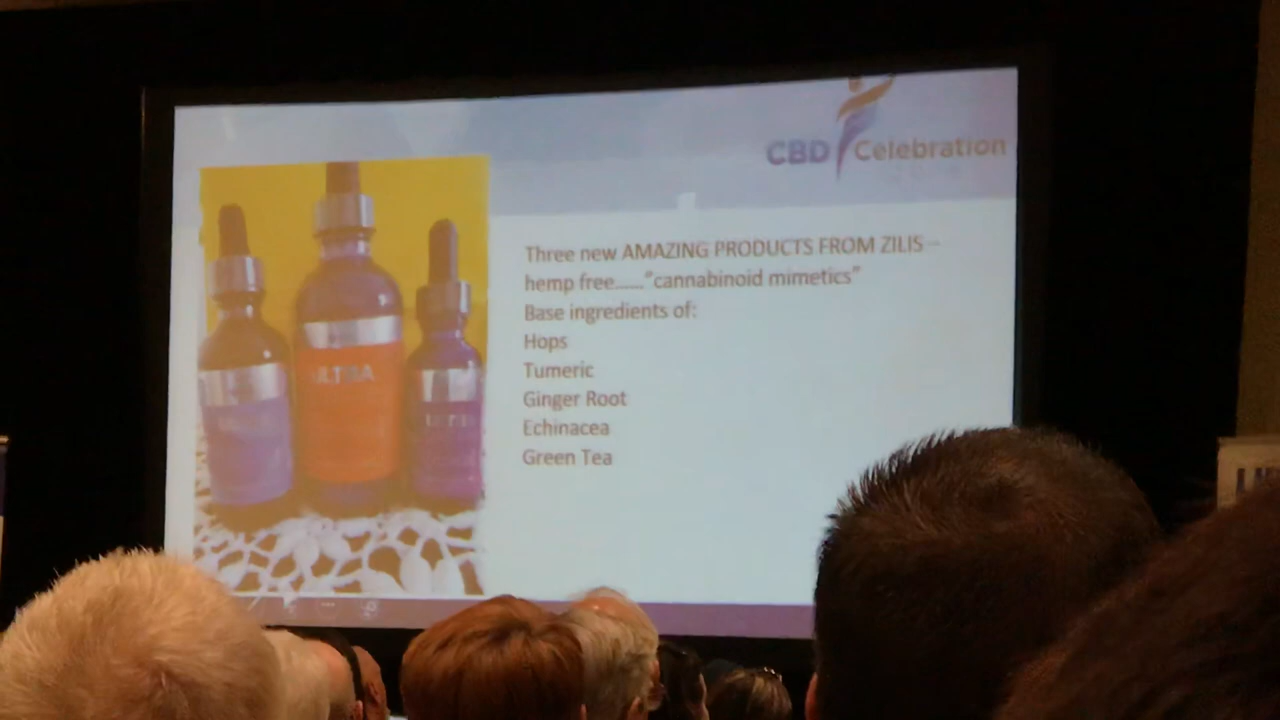 CBD Celebration
Three new AMAZING PRODUCTS FROM ZILIS –
hemp free......“cannabinoid mimetics”
Base ingredients of:
Hops
Tumeric
Ginger Root
Echinacea
Green Tea
ULTRA